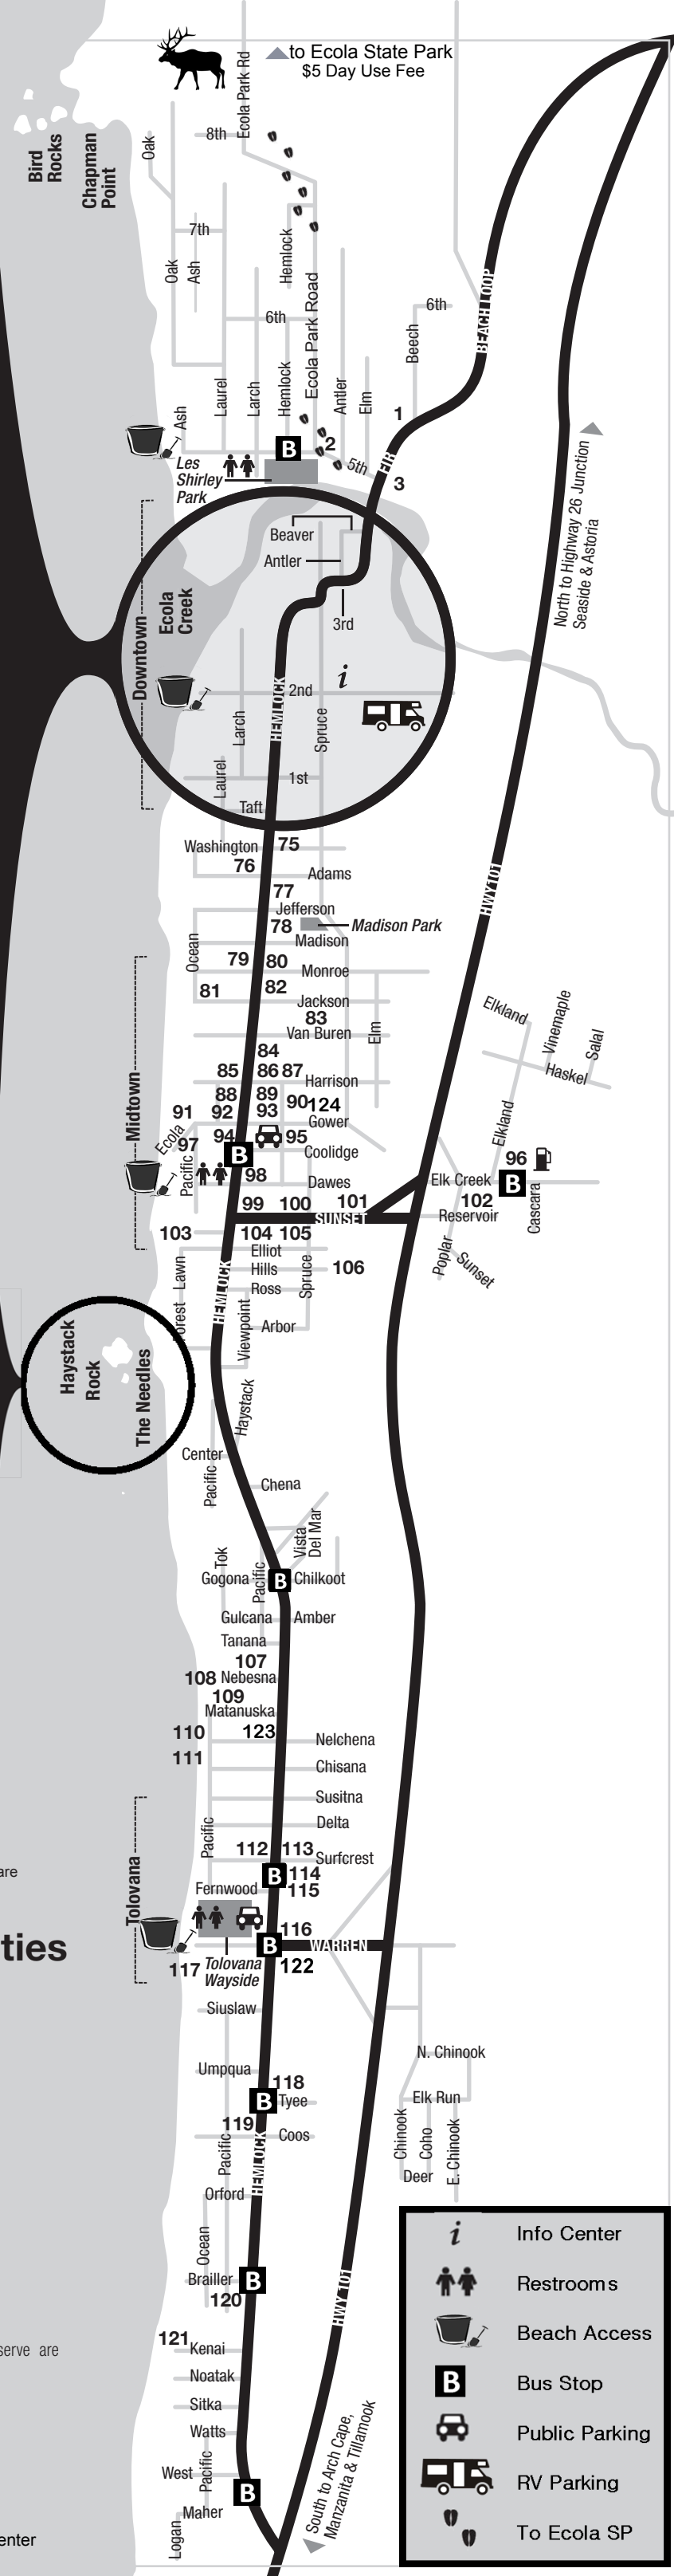 to Ecola State Park
$5 Day Use Fee
Ecola Park Rd
8th
Oak
Bird
Rocks
Chapman
Point
7th
Oak
Ash
Hemlock
Ecola Park Road
6th
6th
Beech
BEACH LOOP
Ash
Laurel
Larch
Hemlock
Antler
Elm
1
B
2
5th
FIR
3
Les
Shirley
Park
North to Highway 26 Junction
Seaside & Astoria
Beaver
Antler
3rd
Downtown
Ecola
Creek
i
2nd
HEMLOCK
Larch
Spruce
Laurel
1st
Taft
Washington
75
76
Adams
77
HWY101
Jefferson
78
Madison Park
Madison
Ocean
79
80
Monroe
81
82
Jackson
83
Van Buren
Elm
84
85
86
87
Harrison
88
89
90
124
91
92
93
Gower
Midtown
Ecola
94
95
97
B
Coolidge
Pacific
98
Dawes
Elkland
Vinemaple
Salal
Haskel
Elkland
96
Elk Creek
B
99
100
101
102
Cascara
SUNSET
Reservoir
103
104
105
Elliot
Poplar
Sunset
Hills
106
Ross
Spruce
Forest Lawn
HEMLOCK
Viewpoint
Arbor
Haystack
Rock
The Needles
Haystack
Center
Pacific
Chena
Vista
Del Mar
Tok
Gogona
Pacific
B
Chilkoot
Gulcana
Amber
Tanana
107
108
Nebesna
109
Matanuska
110
123
Nelchena
111
Chisana
Susitna
Delta
Pacific
112
113
Surfcrest
B
114
115
Fernwood
Tolovana
116
B
WARREN
117
Tolovana
Wayside
122
Siuslaw
N. Chinook
Umpqua
118
B
Tyee
Elk Run
119
Coos
Chinook
Coho
E. Chinook
Deer
Pacific
HEMLOCK
Orford
Ocean
Brailler
B
120
HWY 101
121
Kenai
Noatak
Sitka
Watts
West
Pacific
B
Maher
Logan
South to Arch Cape,
Manzanita & Tillamook
are
ties
serve are
enter
i Info Center
Restrooms
Beach Access
B Bus Stop
Public Parking
RV Parking
To Ecola SP